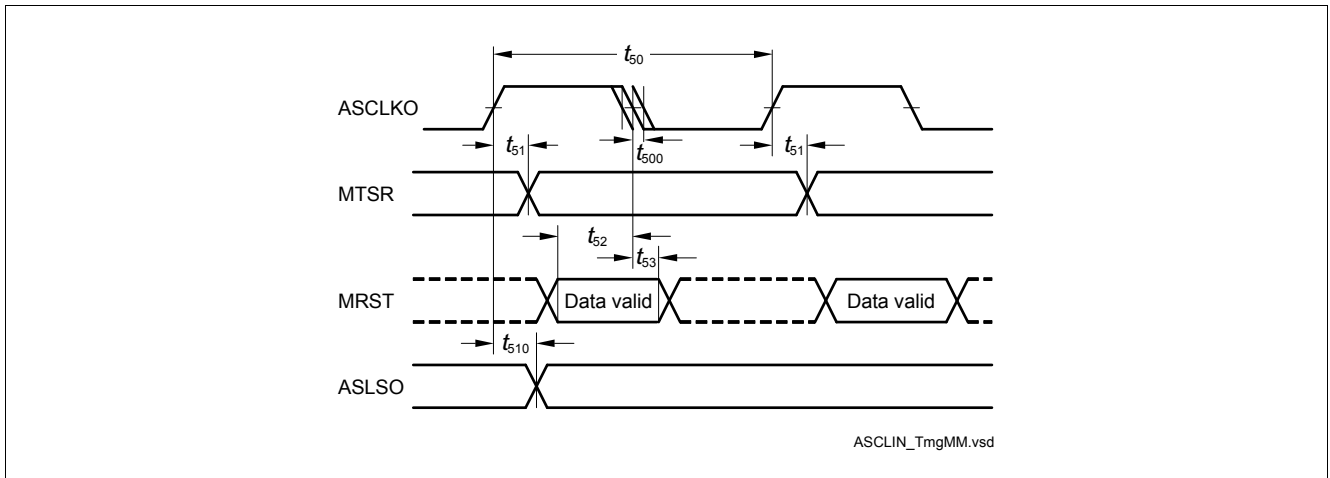 t50
ASCLKO
t51
t500
t51
MTSR
t52
t53
MRST
Data valid
Data valid
t510
ASLSO
ASCLIN_TmgMM.vsd